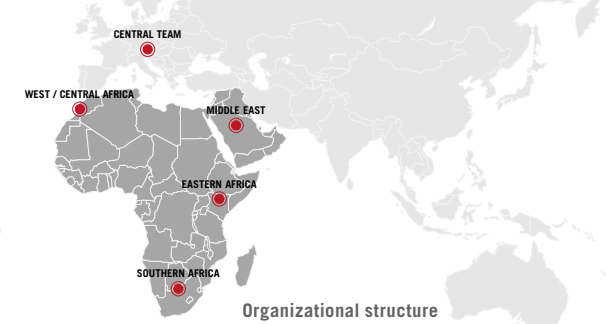 CENTRAL TEAM
WEST / CENTRAL AFRICA
MIDDLE EAST
EASTERN AFRICA
SOUTHERN AFRICA
Organizational structure